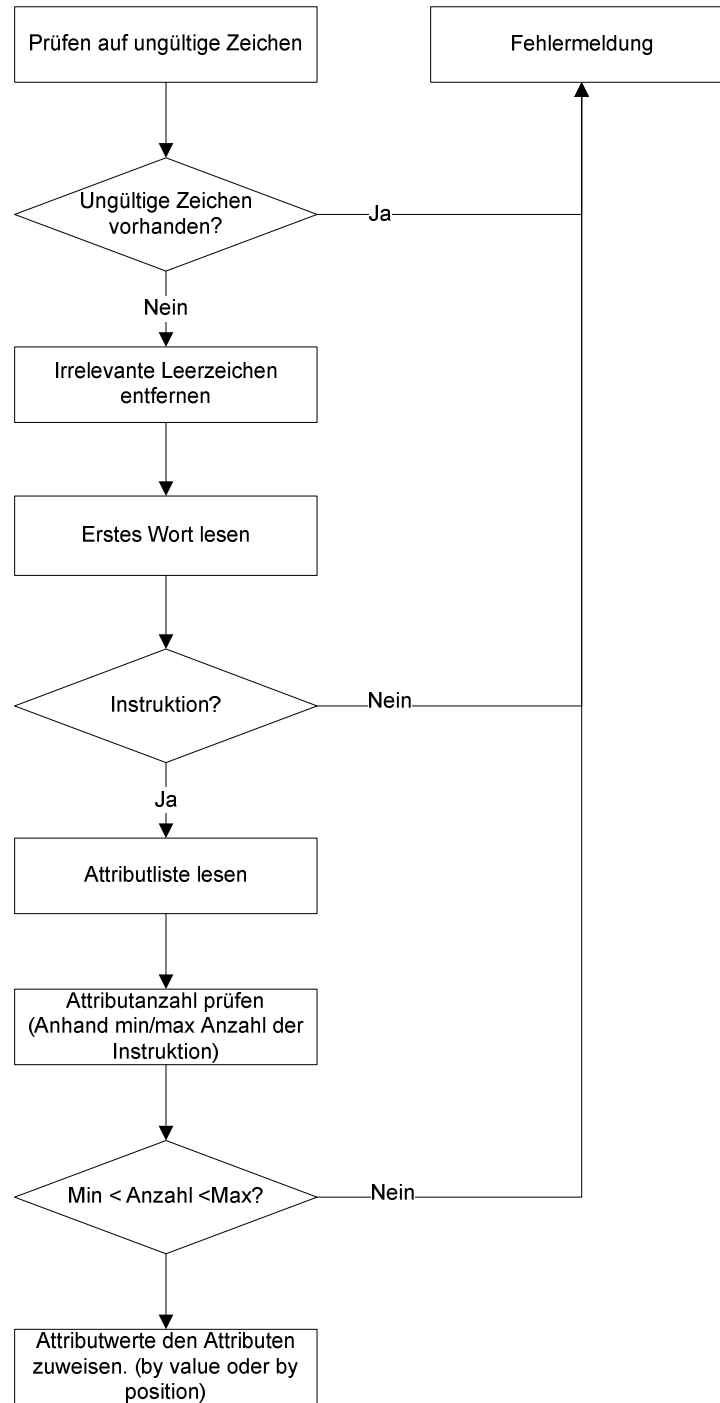 Prüfen auf ungültige Zeichen
Fehlermeldung
Ungültige Zeichen
vorhanden?
Ja
Nein
Irrelevante Leerzeichen
entfernen
Erstes Wort lesen
Instruktion?
Nein
Ja
Attributliste lesen
Attributanzahl prüfen
(Anhand min/max Anzahl der
Instruktion)
Min < Anzahl <Max?
Nein
Attributwerte den Attributen
zuweisen. (by value oder by
position)